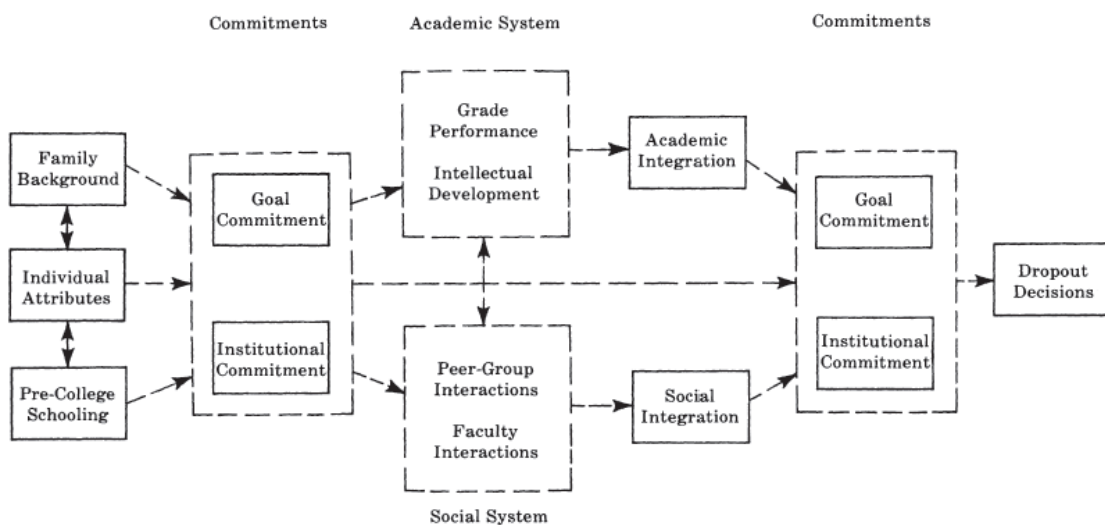 Commitments
Academic System
Commitments
Family
Background
Individual
Attributes
Pre-College
Schooling
Goal
Commitment
Institutional
Commitment
Grade
Performance
Intellectual
Development
Peer-Group
Interactions
Faculty
Interactions
Social System
Academic
Integration
Social
Integration
Goal
Commitment
Institutional
Commitment
Dropout
Decisions